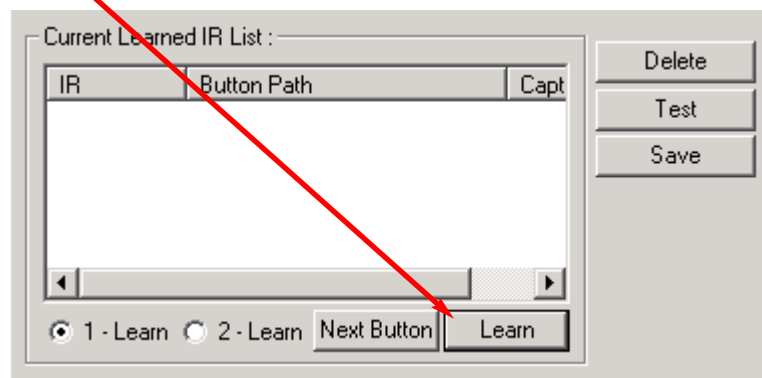 Current Learned IR List :
IR Button Path Capt
Delete
Test
Save
1 - Learn 2 - Learn Next Button Learn